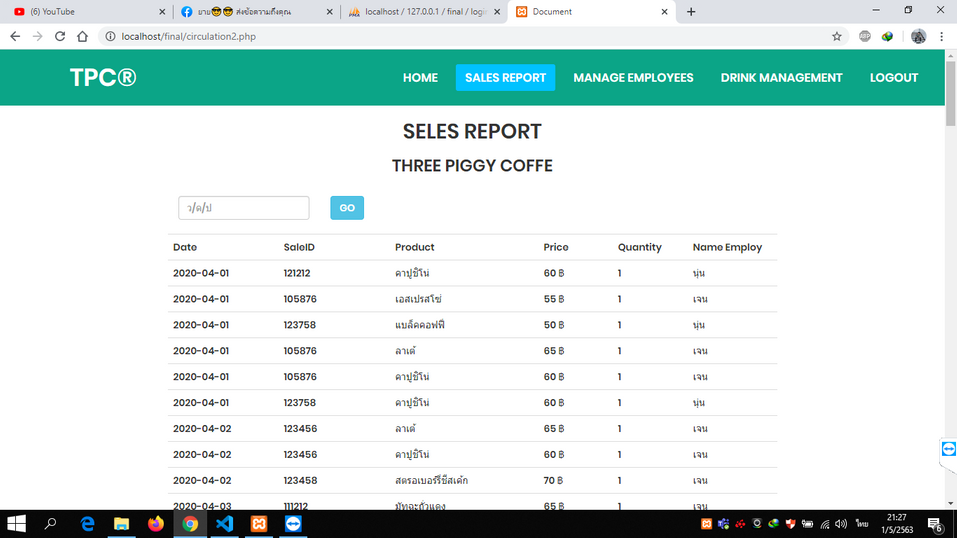 (6) YouTube
ยาย😎😎 ส่งข้อความถึงคุณ
localhost / 127.0.0.1 / final / login
Document
localhost/final/circulation2.php
TPC®
HOME
SALES REPORT
MANAGE EMPLOYEES
DRINK MANAGEMENT
LOGOUT
SELES REPORT
THREE PIGGY COFFE
ว/ด/ป
GO
Date SaleID Product Price Quantity Name Employ
2020-04-01 121212 คาปูชิโน่ 60 ฿ 1 นุ่น
2020-04-01 105876 เอสเปรสโซ่ 55 ฿ 1 เจน
2020-04-01 123758 แบล็คคอฟฟี่ 50 ฿ 1 นุ่น
2020-04-01 105876 ลาเต้ 65 ฿ 1 เจน
2020-04-01 105876 คาปูชิโน่ 60 ฿ 1 เจน
2020-04-01 123758 คาปูชิโน่ 60 ฿ 1 นุ่น
2020-04-02 123456 ลาเต้ 65 ฿ 1 เจน
2020-04-02 123456 คาปูชิโน่ 60 ฿ 1 เจน
2020-04-02 123458 สตรอเบอร์รี่ชีสเค้ก 70 ฿ 1 เจน
2020-04-03 111212 มัทฉะถั่วแดง 65 ฿ 1 เจน
ไทย
21:27
1/5/2563
6